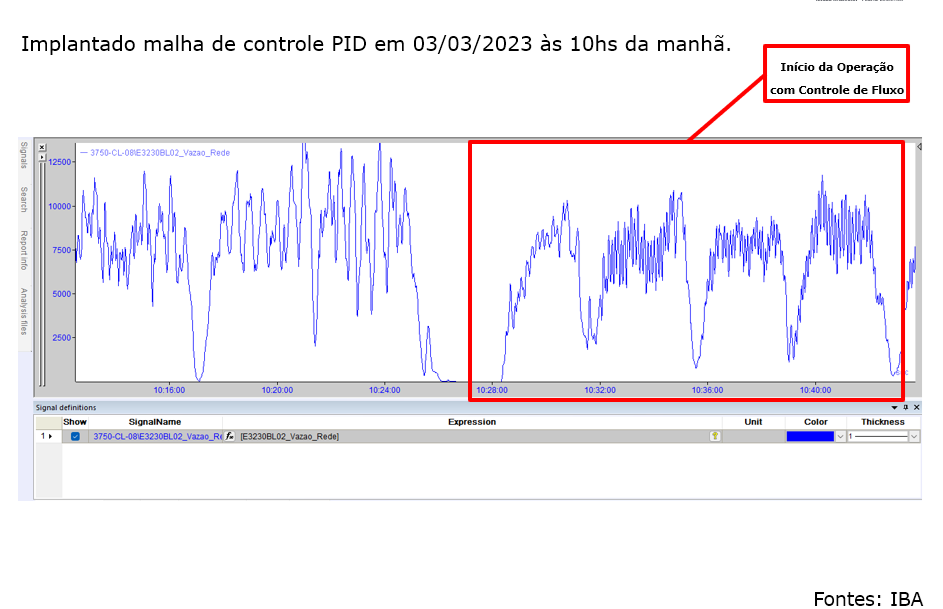 Implantado malha de controle PID em 03/03/2023 às 10hs da manhã.
Início da Operação
com Controle de Fluxo
Signals
Search
Report info
Analysis files
3750-CL-08\E3230BL02_Vazao_Rede
12500
10000
7500
5000
2500
10:16:00
10:20:00
10:24:00
10:28:00
10:32:00
10:36:00
10:40:00
Signal definitions
Show SignalName Expression Unit Color Thickness
1 3750-CL-08\E3230BL02_Vazao_Re fx [E3230BL02_Vazao_Rede] ? 1
Fontes: IBA